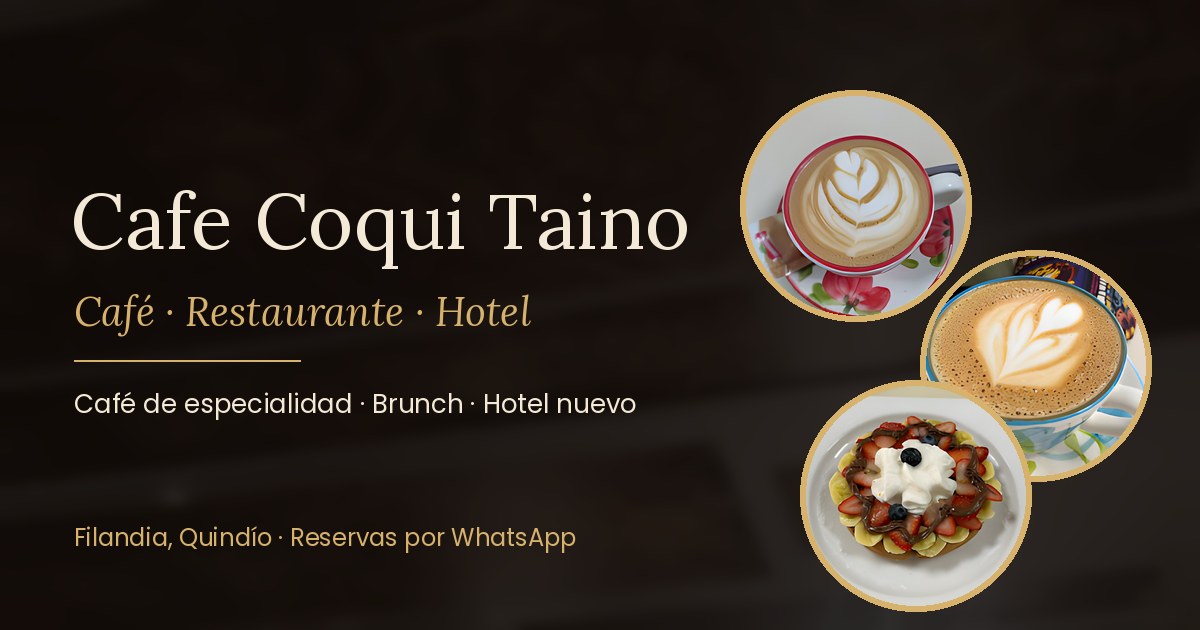 Cafe Coqui Taino
Café · Restaurante · Hotel
Café de especialidad · Brunch · Hotel nuevo
Filandia, Quindío · Reservas por WhatsApp